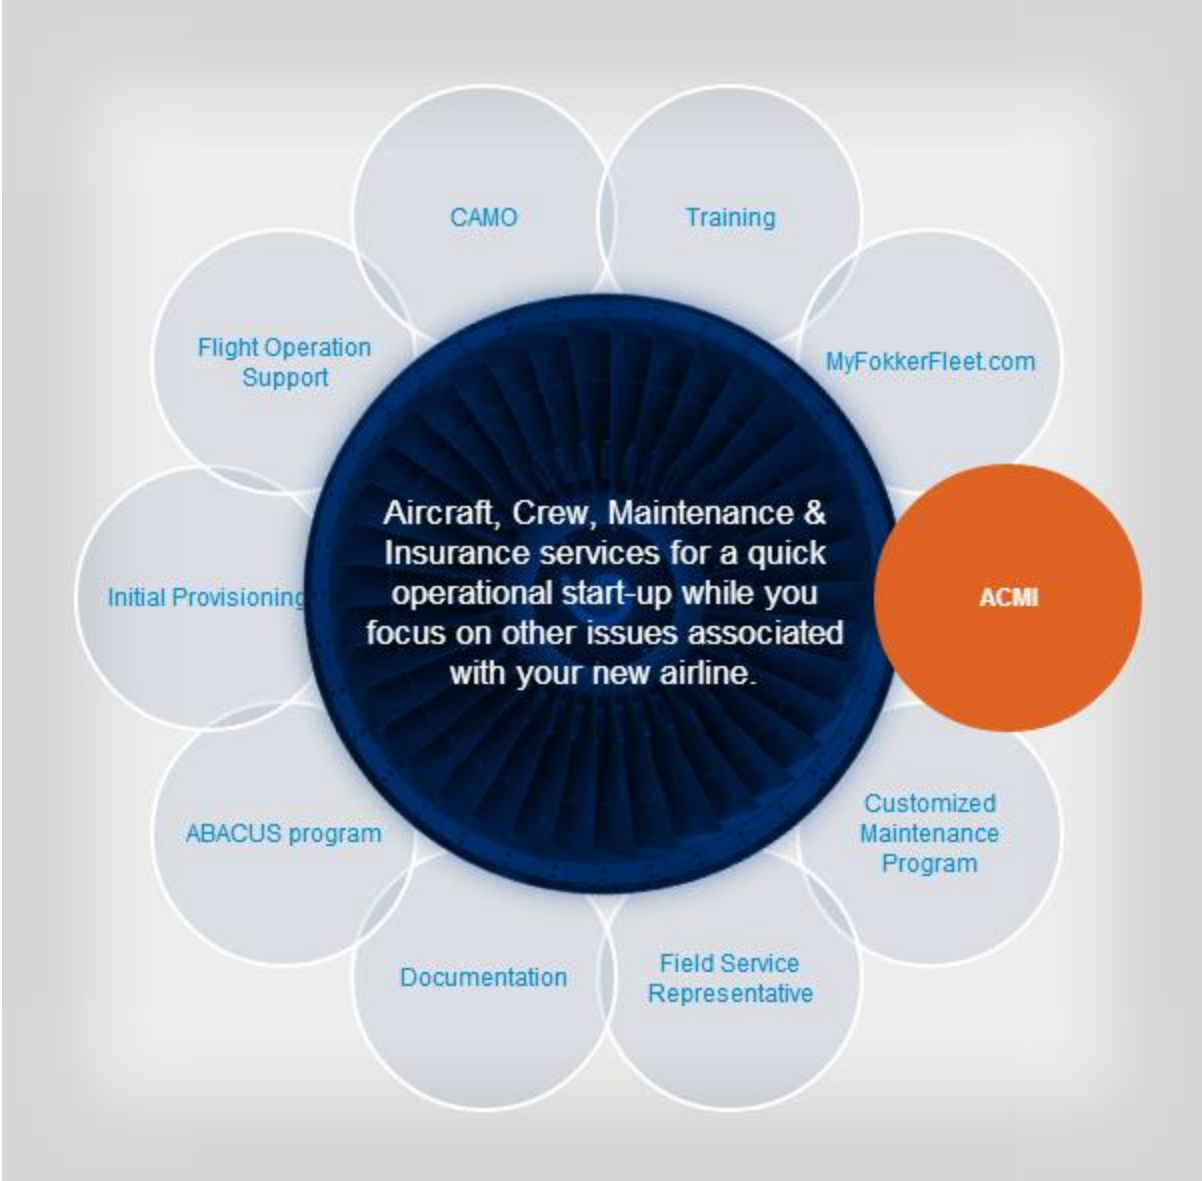 CAMO
Training
Flight Operation
Support
MyFokkerFleet.com
Aircraft, Crew, Maintenance &
Insurance services for a quick
operational start-up while you
focus on other issues associated
with your new airline.
Initial Provisioning
ACMI
ABACUS program
Customized
Maintenance
Program
Documentation
Field Service
Representative